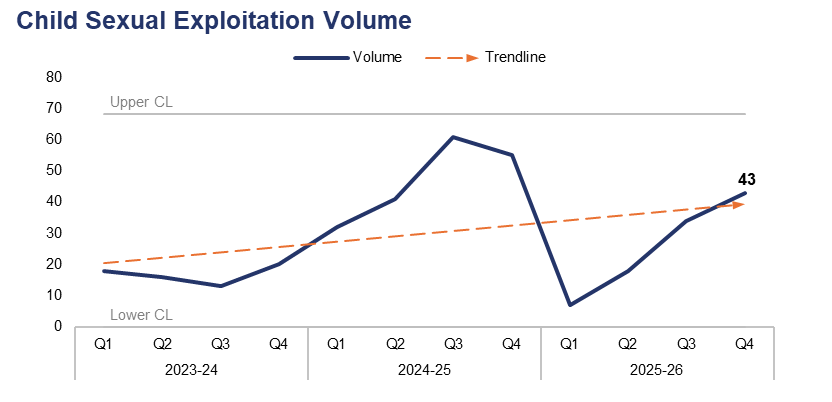 Child Sexual Exploitation Volume
Volume Trendline
80
70
Upper CL
60
50
40
43
30
20
10
Lower CL
0
Q1 Q2 Q3 Q4 Q1 Q2 Q3 Q4 Q1 Q2 Q3 Q4
2023-24 2024-25 2025-26